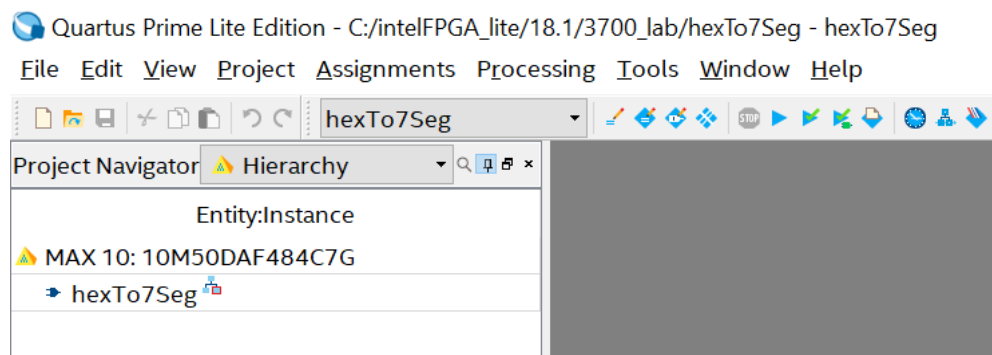 Quartus Prime Lite Edition - C:/intelFPGA_lite/18.1/3700_lab/hexTo7Seg - hexTo7Seg
File Edit View Project Assignments Processing Tools Window Help
hexTo7Seg
STOP
Project Navigator Hierarchy
Entity:Instance
MAX 10: 10M50DAF484C7G
hexTo7Seg